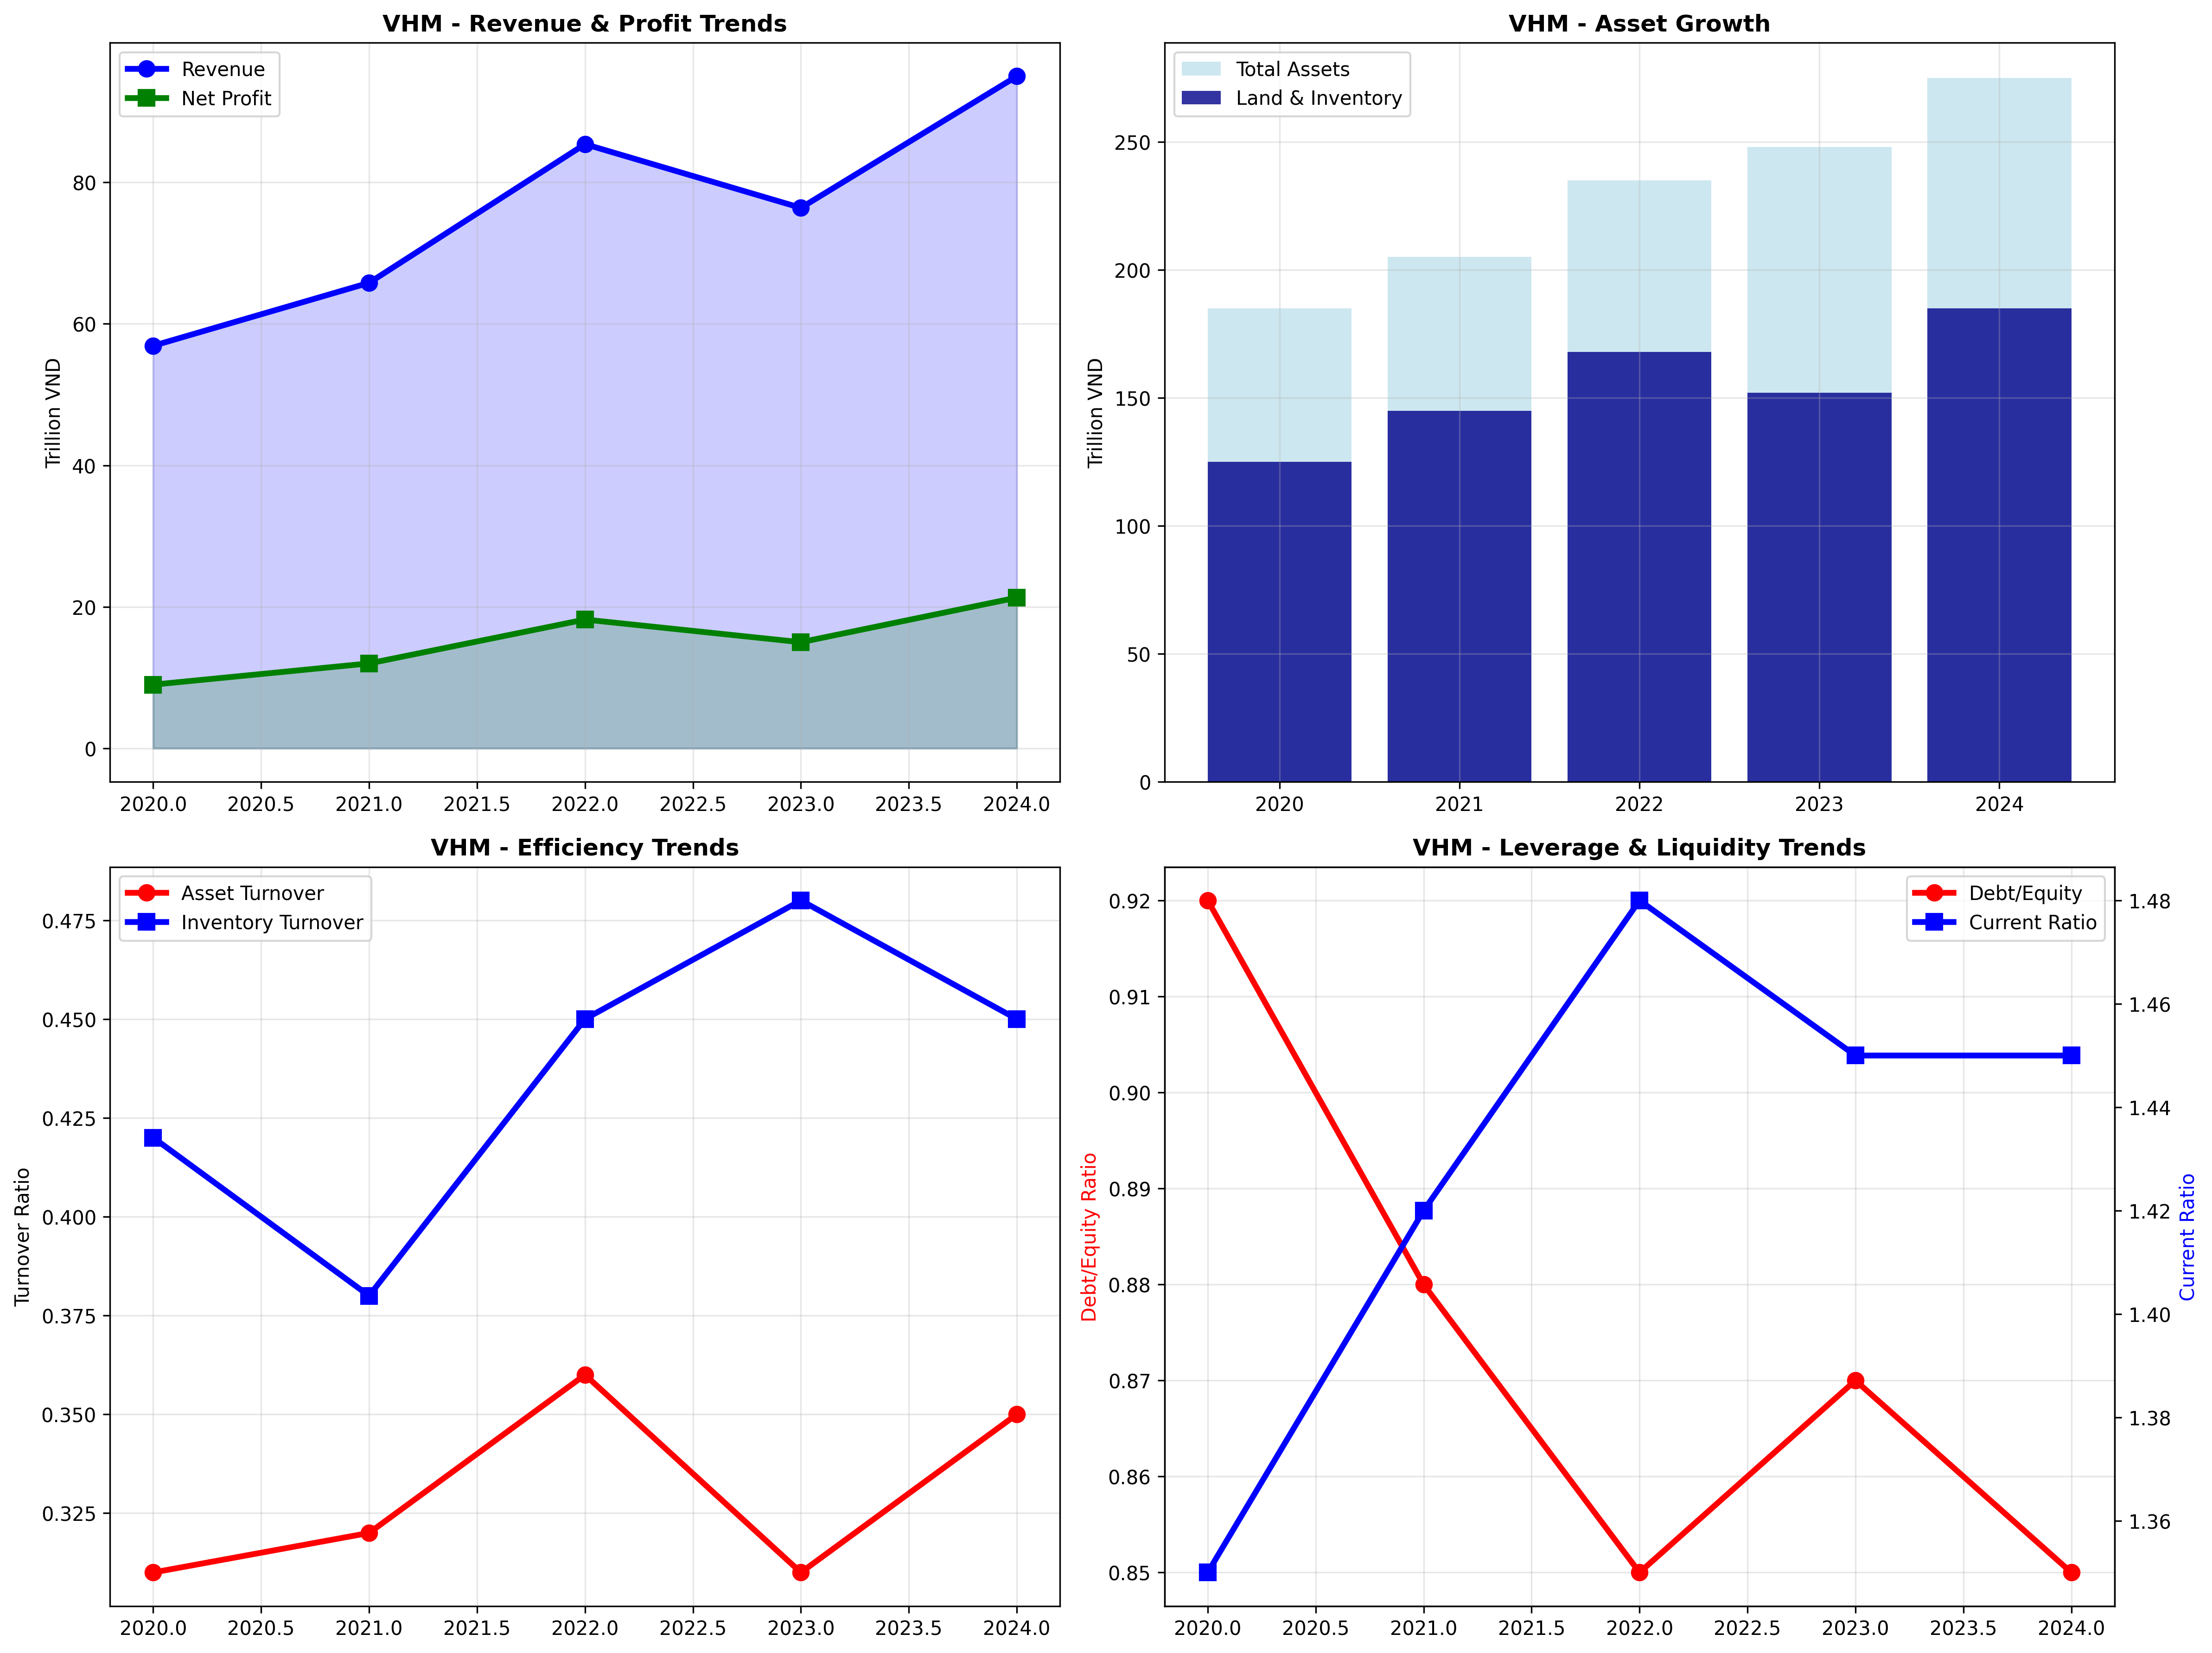 VHM - Revenue & Profit Trends
Revenue
Net Profit
Trillion VND
80
60
40
20
0
2020.0 2020.5 2021.0 2021.5 2022.0 2022.5 2023.0 2023.5 2024.0
VHM - Asset Growth
Total Assets
Land & Inventory
Trillion VND
250
200
150
100
50
0
2020 2021 2022 2023 2024
VHM - Efficiency Trends
Asset Turnover
Inventory Turnover
Turnover Ratio
0.475
0.450
0.425
0.400
0.375
0.350
0.325
2020.0 2020.5 2021.0 2021.5 2022.0 2022.5 2023.0 2023.5 2024.0
VHM - Leverage & Liquidity Trends
Debt/Equity
Current Ratio
Debt/Equity Ratio
0.92
0.91
0.90
0.89
0.88
0.87
0.86
0.85
1.48
1.46
1.44
1.42
1.40
1.38
1.36
Current Ratio
2020.0 2020.5 2021.0 2021.5 2022.0 2022.5 2023.0 2023.5 2024.0